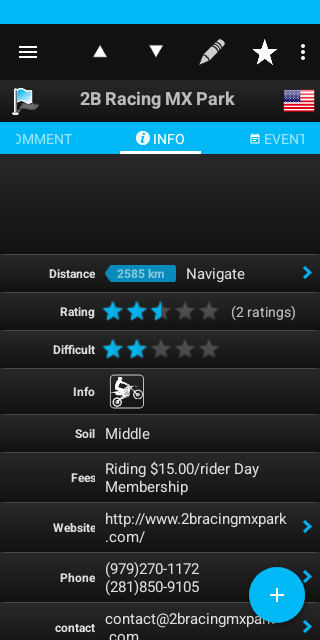 2B Racing MX Park
OMMENT
INFO
EVENT
Distance
2585 km
Navigate
Rating
(2 ratings)
Difficult
Info
Soil
Middle
Fees
Riding $15.00/rider Day
Membership
Website
http://www.2bracingmxpark
.com/
Phone
(979)270-1172
(281)850-9105
contact
contact@2bracingmxpark
.com